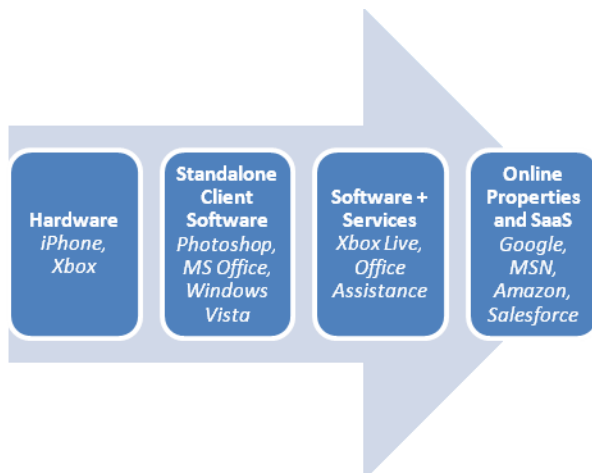 Hardware
iPhone,
Xbox
Standalone
Client
Software
Photoshop,
MS Office,
Windows
Vista
Software +
Services
Xbox Live,
Office
Assistance
Online
Properties
and SaaS
Google,
MSN,
Amazon,
Salesforce